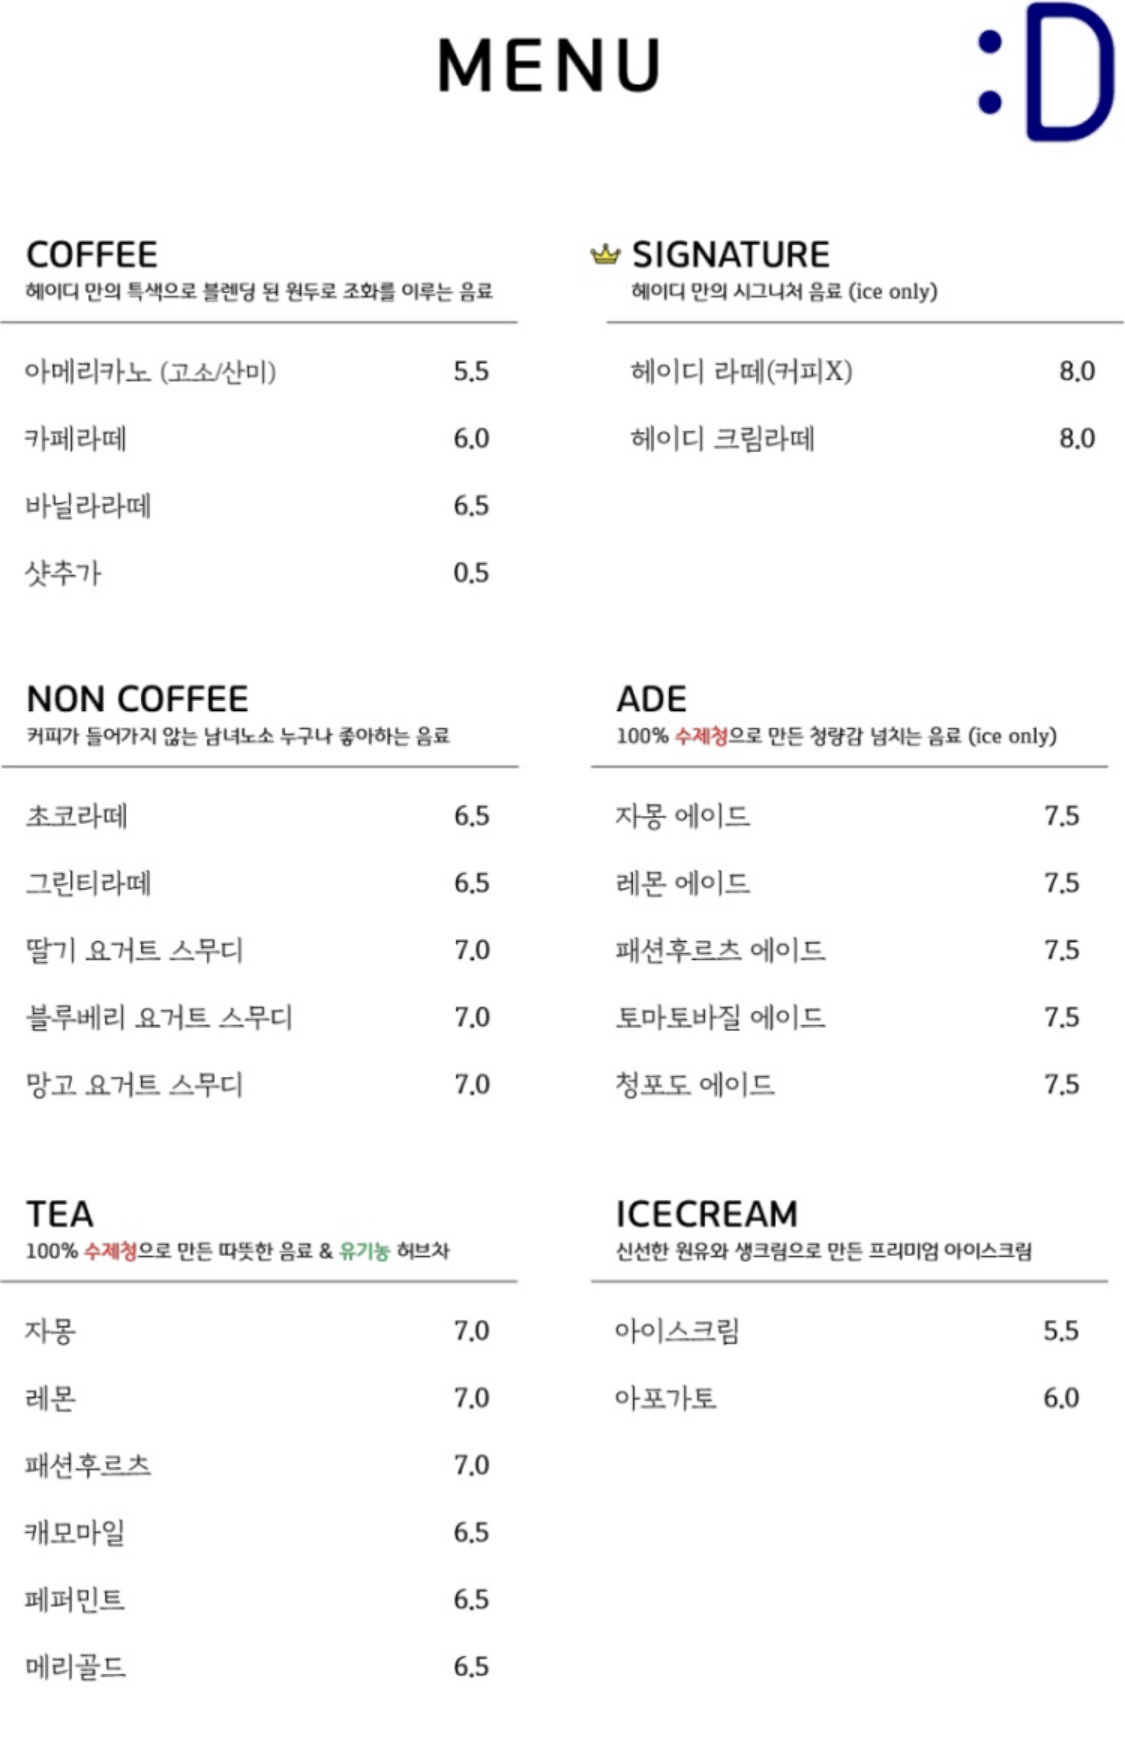 MENU
:D
COFFEE
헤이디 만의 특색으로 블렌딩 된 원두로 조화를 이루는 음료
아메리카노 (고소/산미) 5.5
카페라떼 6.0
바닐라라떼 6.5
샷추가 0.5
SIGNATURE
헤이디 만의 시그니처 음료 (ice only)
헤이디 라떼(커피X) 8.0
헤이디 크림라떼 8.0
NON COFFEE
커피가 들어가지 않는 남녀노소 누구나 좋아하는 음료
초코라떼 6.5
그린티라떼 6.5
딸기 요거트 스무디 7.0
블루베리 요거트 스무디 7.0
망고 요거트 스무디 7.0
ADE
100% 수제청으로 만든 청량감 넘치는 음료 (ice only)
자몽 에이드 7.5
레몬 에이드 7.5
패션후르츠 에이드 7.5
토마토바질 에이드 7.5
청포도 에이드 7.5
TEA
100% 수제청으로 만든 따뜻한 음료 & 유기농 허브차
자몽 7.0
레몬 7.0
패션후르츠 7.0
캐모마일 6.5
페퍼민트 6.5
메리골드 6.5
ICECREAM
신선한 원유와 생크림으로 만든 프리미엄 아이스크림
아이스크림 5.5
아포가토 6.0